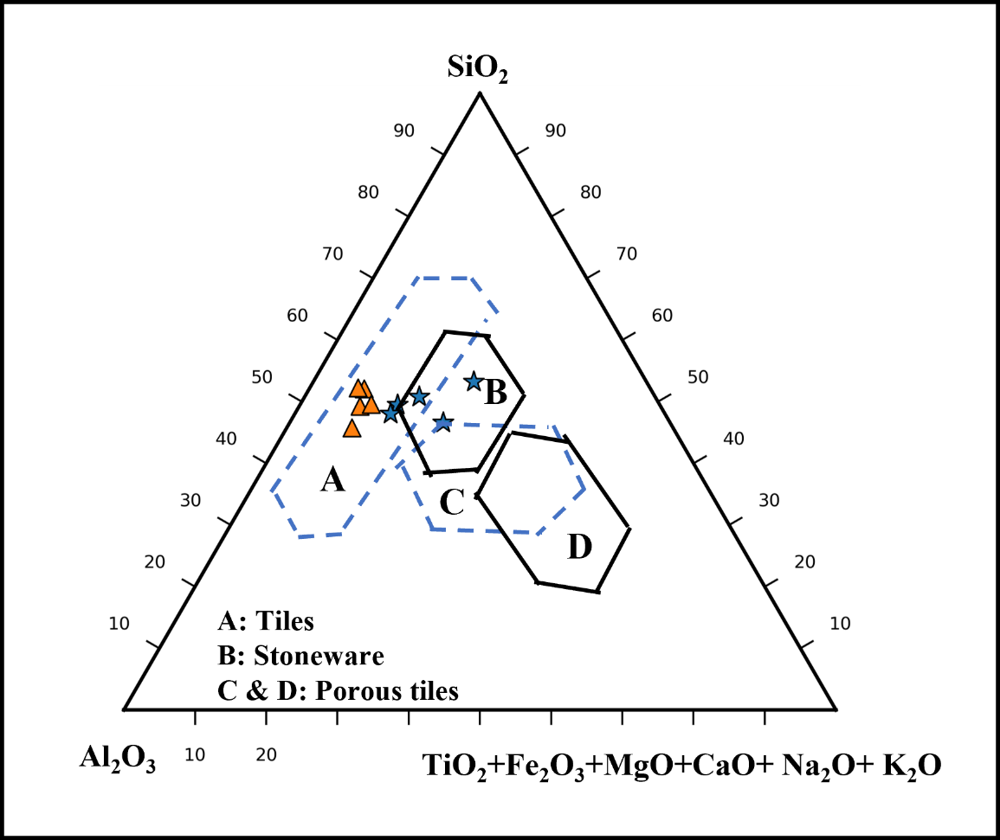 SiO₂
90 90
80 80
70 70
60 60
50 50
40 40
30 30
20 20
10 10
A
B
C
D
A: Tiles
B: Stoneware
C & D: Porous tiles
Al₂O₃ 10 20 TiO₂+Fe₂O₃+MgO+CaO+ Na₂O+ K₂O